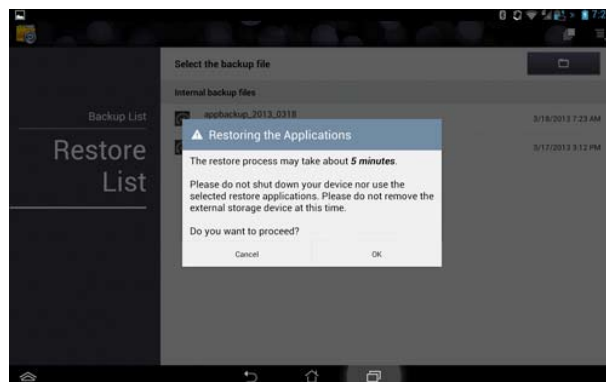 7:2
Select the backup file
Internal backup files
Backup List
appbackup_2013_0318
3/18/2013 7:23 AM
Restore
List
3/17/2013 3:12 PM
Restoring the Applications
The restore process may take about 5 minutes.
Please do not shut down your device nor use the
selected restore applications. Please do not remove the
external storage device at this time.
Do you want to proceed?
Cancel
OK